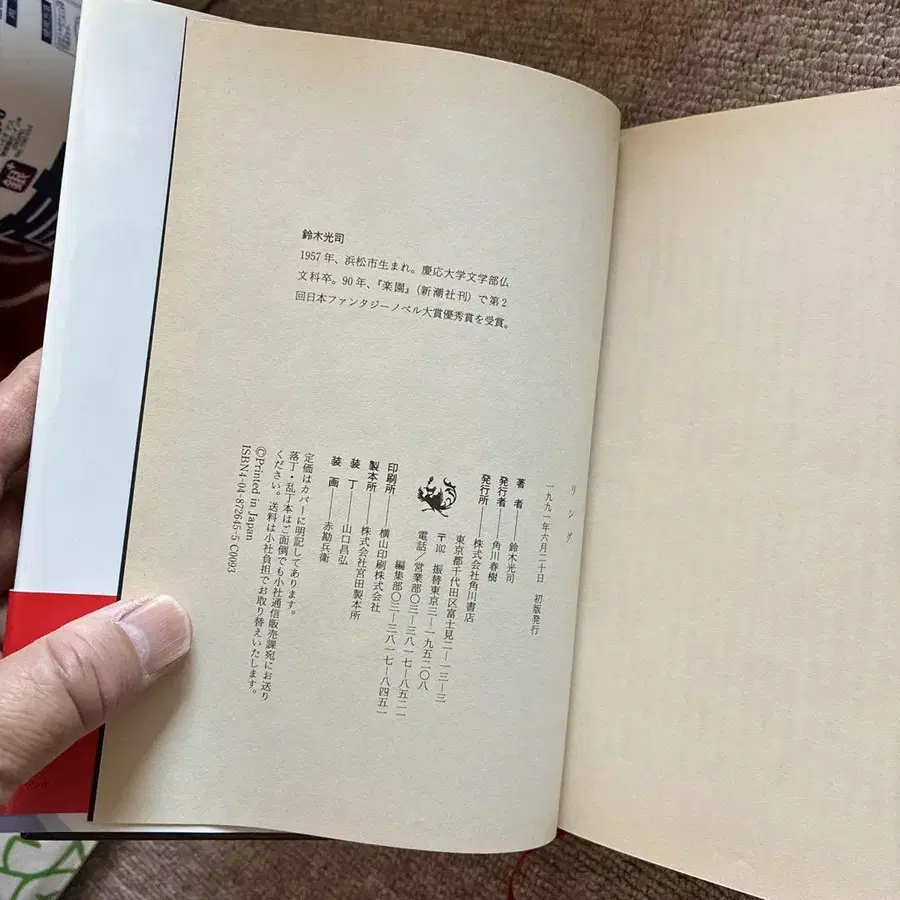 鈴木光司
1957年、浜松市生まれ。慶応大学文学部仏
文科卒。90年、『楽園』(新潮社刊)で第2
回日本ファンタジーノベル大賞優秀賞を受賞。
リング
一九九一年六月二十日 初版発行
著者――鈴木光司
発行者――角川春樹
発行所――株式会社角川書店
東京都千代田区富士見二―一三―三
〒102 振替東京三―一九五二〇八
電話/営業部〇三―三八一七―八五二一
編集部〇三―三八一七―八四五一
印刷所――横山印刷株式会社
製本所――株式会社宮田製本所
装丁――山口昌弘
装画――赤勘兵衛
定価はカバーに明記してあります。
落丁・乱丁本はご面倒でも小社通信販売課宛にお送り
ください。送料は小社負担でお取り替えいたします。
©Printed in Japan
ISBN4-04-872645-5 C0093